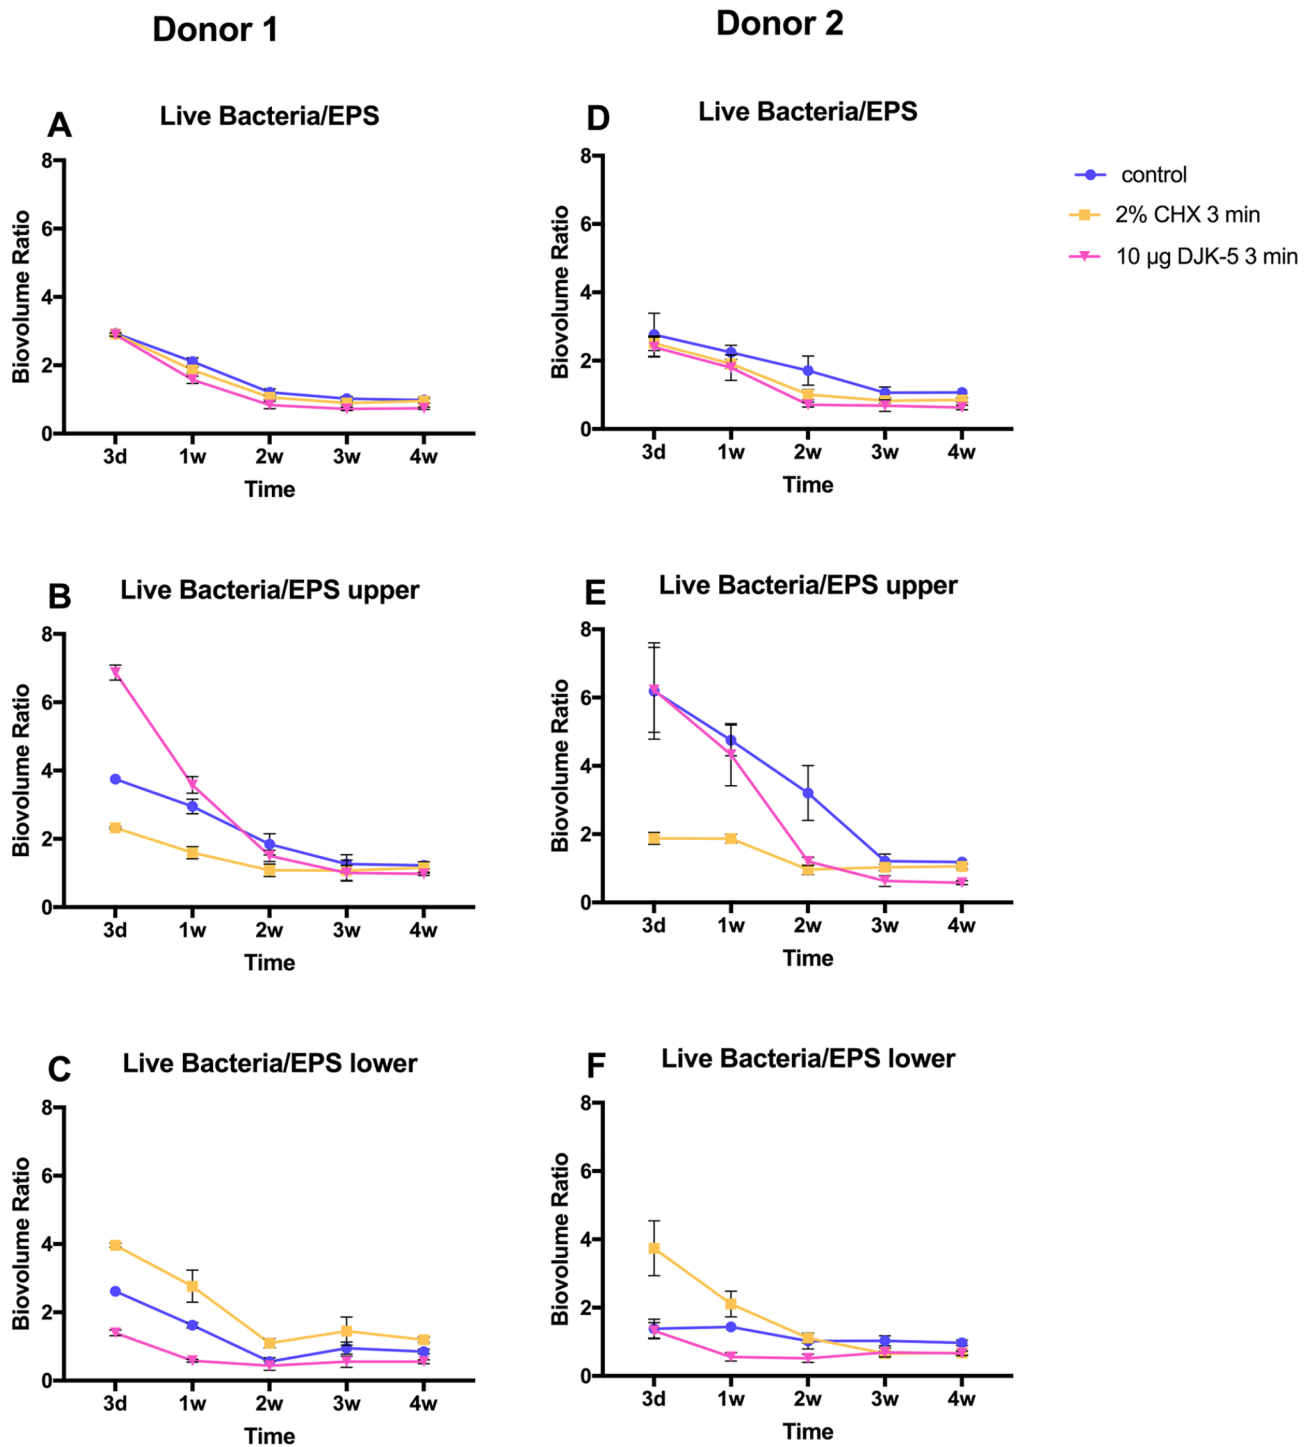 Donor 1
Donor 2
A
Live Bacteria/EPS
8
6
4
2
0
Biovolume Ratio
3d 1w 2w 3w 4w
Time
D
Live Bacteria/EPS
8
6
4
2
0
Biovolume Ratio
3d 1w 2w 3w 4w
Time
control
2% CHX 3 min
10 µg DJK-5 3 min
B
Live Bacteria/EPS upper
8
6
4
2
0
Biovolume Ratio
3d 1w 2w 3w 4w
Time
E
Live Bacteria/EPS upper
8
6
4
2
0
Biovolume Ratio
3d 1w 2w 3w 4w
Time
C
Live Bacteria/EPS lower
8
6
4
2
0
Biovolume Ratio
3d 1w 2w 3w 4w
Time
F
Live Bacteria/EPS lower
8
6
4
2
0
Biovolume Ratio
3d 1w 2w 3w 4w
Time